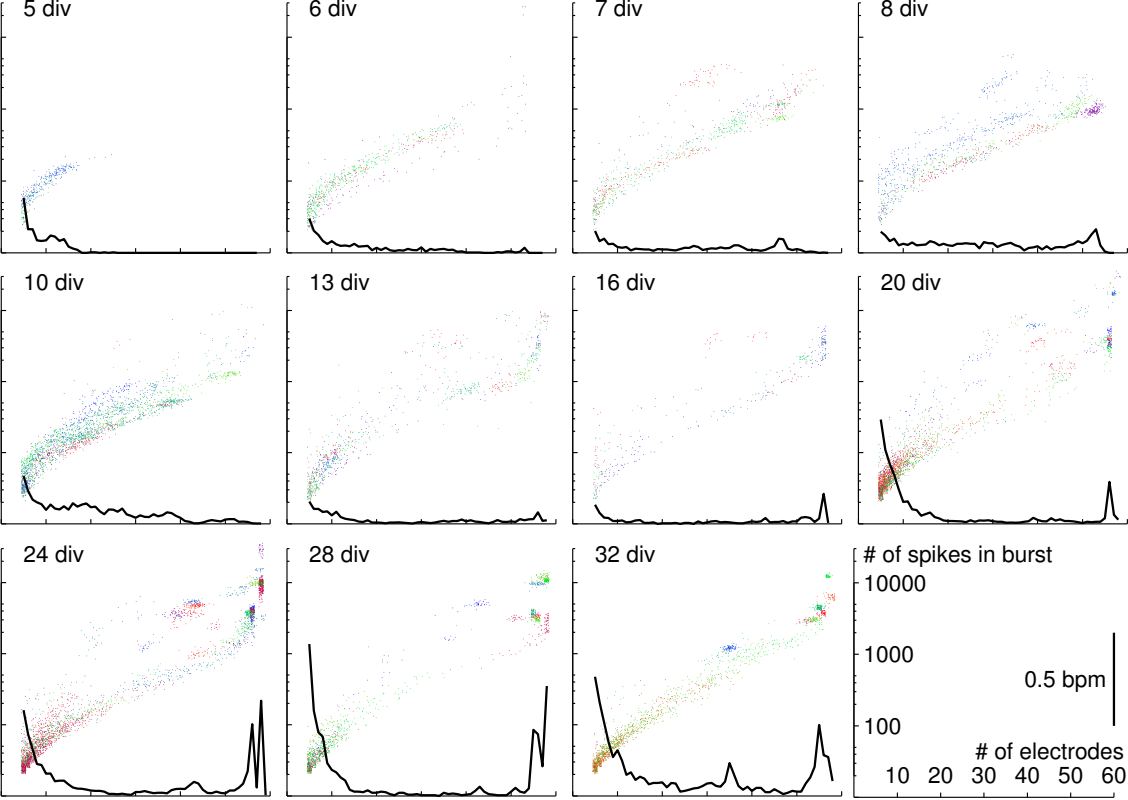 5 div
6 div
7 div
8 div
10 div
13 div
16 div
20 div
24 div
28 div
32 div
# of spikes in burst
10000
1000
0.5 bpm
100
# of electrodes
10 20 30 40 50 60